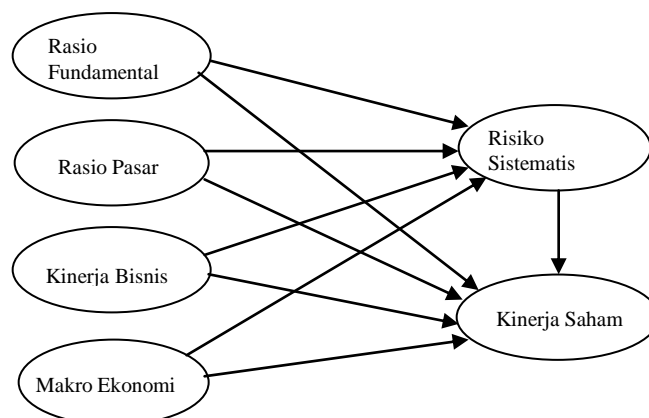 Rasio
Fundamental
Risiko
Sistematis
Rasio Pasar
Kinerja Bisnis
Kinerja Saham
Makro Ekonomi